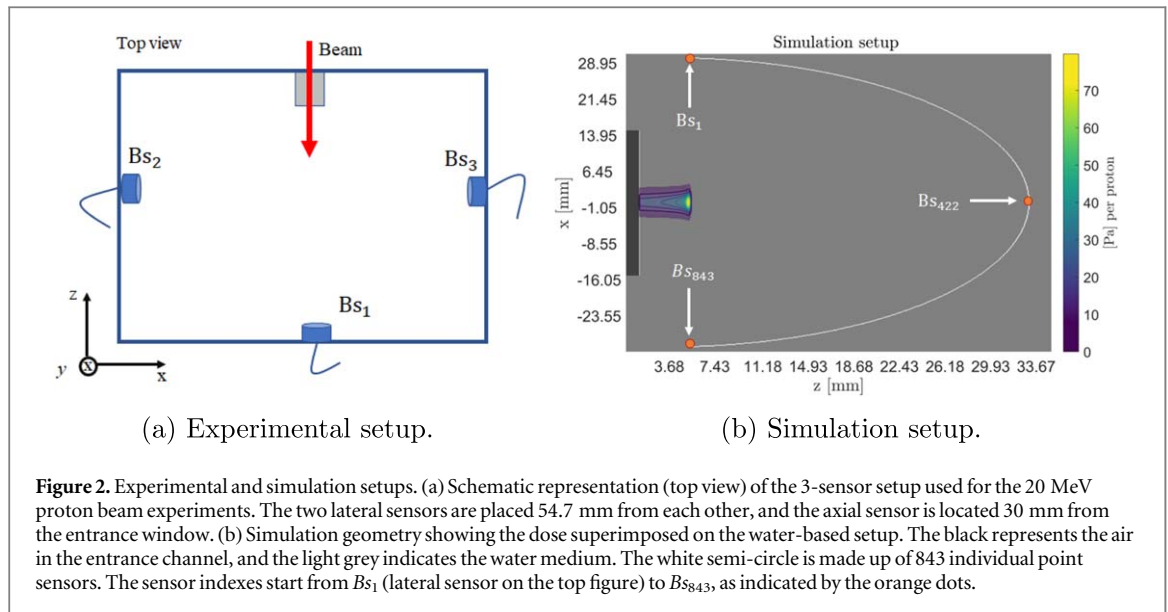 Top view
Beam
Bs2
Bs3
Bs1
z
y
X
x
(a) Experimental setup.
Simulation setup
28.95
21.45
13.95
6.45
-1.05
-8.55
-16.05
-23.55
x [mm]
Bs1
Bs422
Bs843
3.68 7.43 11.18 14.93 18.68 22.43 26.18 29.93 33.67
z [mm]
70
60
50
40
30
20
10
0
[Pa] per proton
(b) Simulation setup.
Figure 2. Experimental and simulation setups. (a) Schematic representation (top view) of the 3-sensor setup used for the 20 MeV
proton beam experiments. The two lateral sensors are placed 54.7 mm from each other, and the axial sensor is located 30 mm from
the entrance window. (b) Simulation geometry showing the dose superimposed on the water-based setup. The black represents the air
in the entrance channel, and the light grey indicates the water medium. The white semi-circle is made up of 843 individual point
sensors. The sensor indexes start from Bs1 (lateral sensor on the top figure) to Bs843, as indicated by the orange dots.